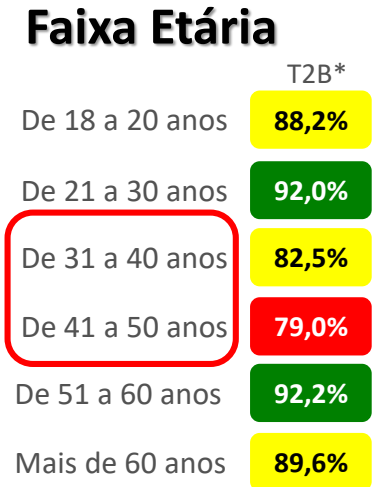 Faixa Etária
T2B*
De 18 a 20 anos 88,2%
De 21 a 30 anos 92,0%
De 31 a 40 anos 82,5%
De 41 a 50 anos 79,0%
De 51 a 60 anos 92,2%
Mais de 60 anos 89,6%